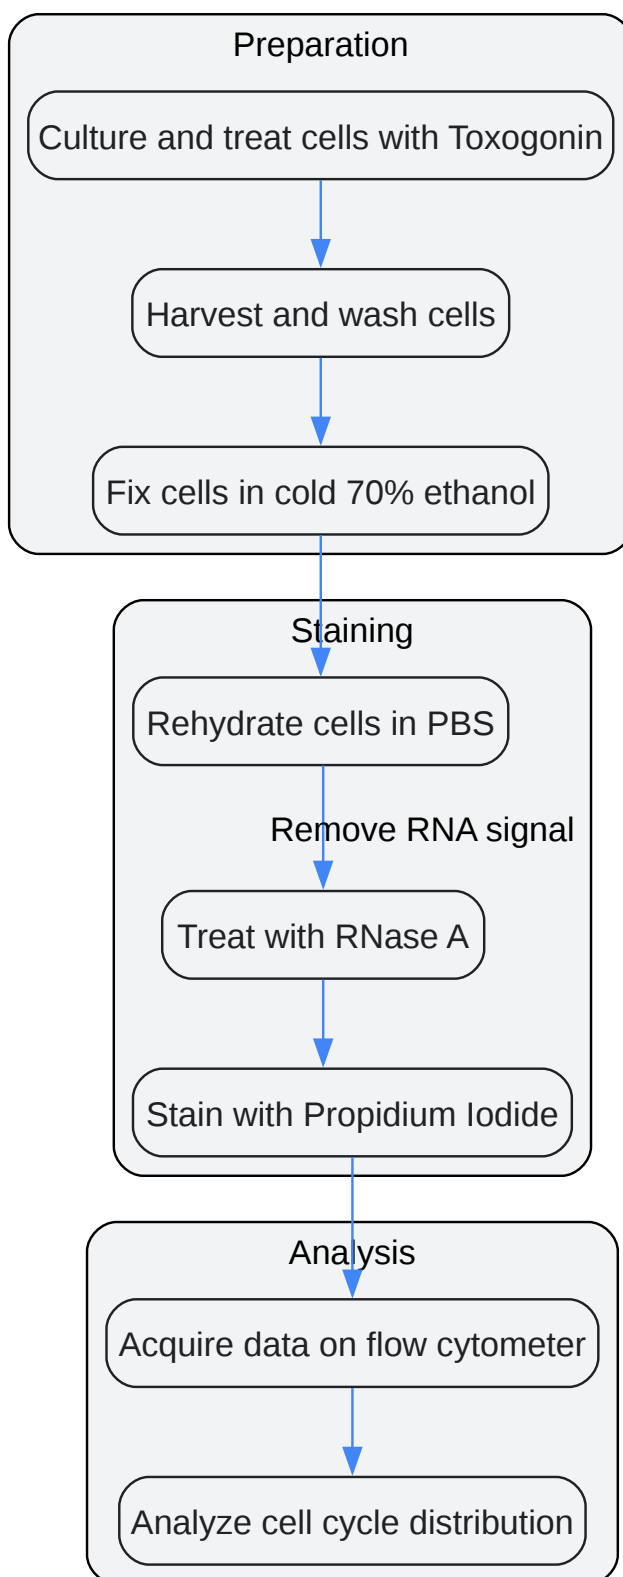 Preparation
Culture and treat cells with Toxogonin
Harvest and wash cells
Fix cells in cold 70% ethanol
Staining
Rehydrate cells in PBS
Remove RNA signal
Treat with RNase A
Stain with Propidium Iodide
Analysis
Acquire data on flow cytometer
Analyze cell cycle distribution